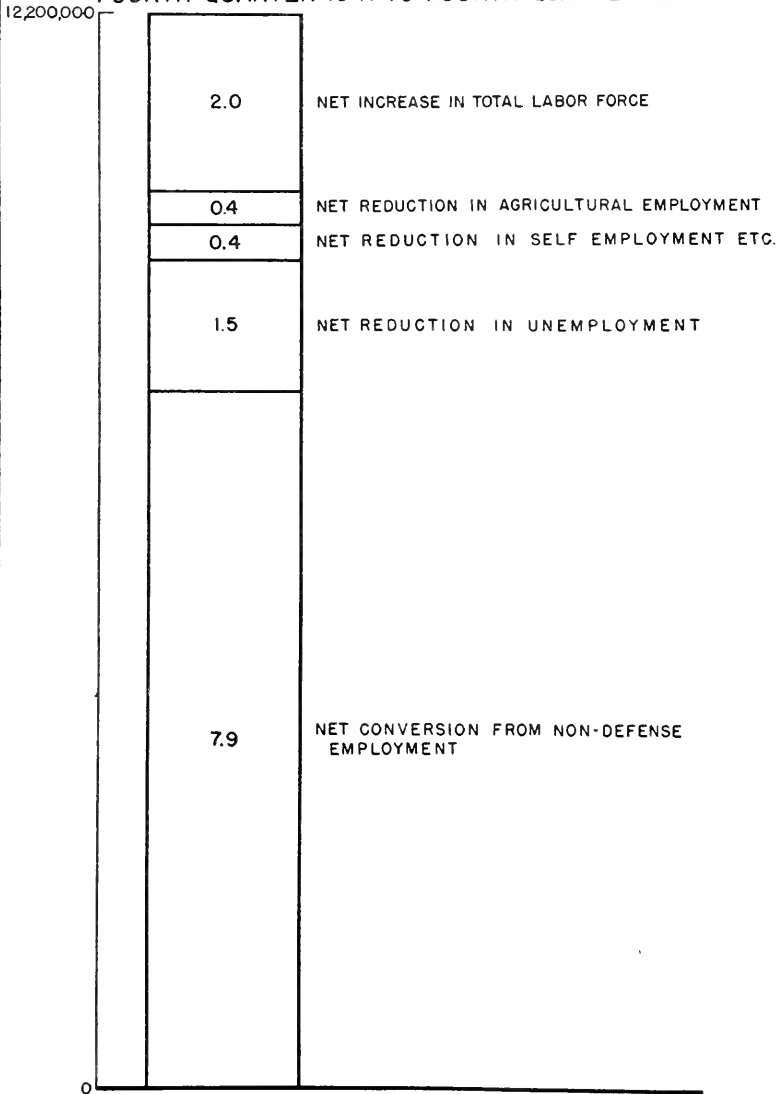 12,200,000
2.0 NET INCREASE IN TOTAL LABOR FORCE
0.4 NET REDUCTION IN AGRICULTURAL EMPLOYMENT
0.4 NET REDUCTION IN SELF EMPLOYMENT ETC.
1.5 NET REDUCTION IN UNEMPLOYMENT
7.9 NET CONVERSION FROM NON-DEFENSE
EMPLOYMENT
0